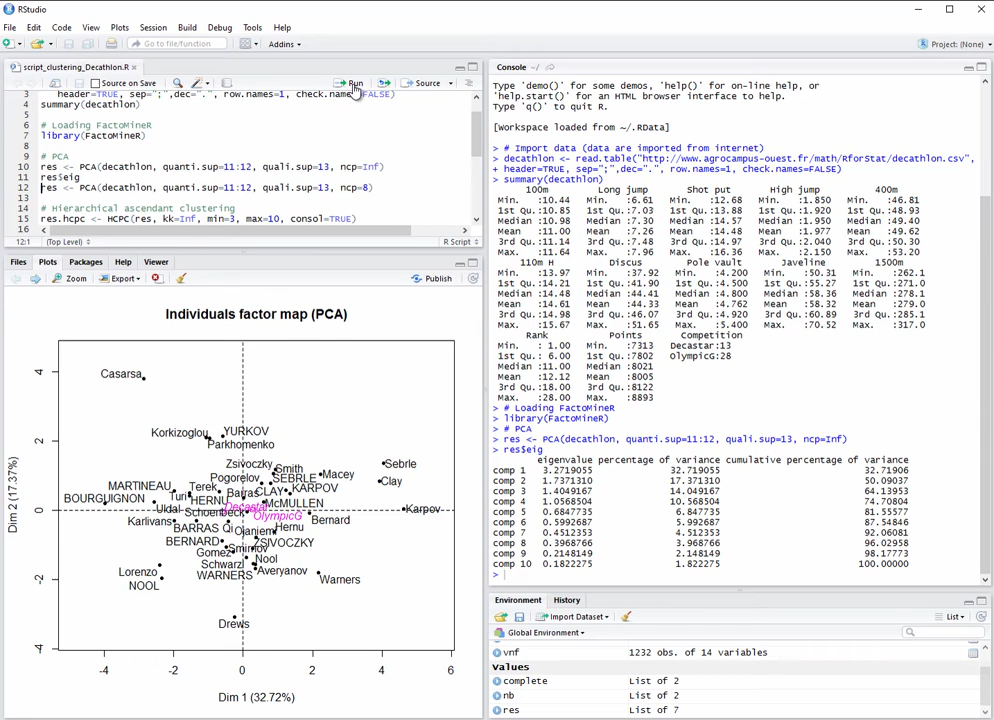 RStudio
File Edit Code View Plots Session Build Debug Tools Help
Go to file/function Addins Project: (None)
script_clustering_Decathlon.R
Source on Save Run Source
3 header=TRUE, sep=";",dec=".", row.names=1, check.names=FALSE)
4 summary(decathlon)
5
6 # Loading FactoMineR
7 library(FactoMineR)
8
9 # PCA
10 res <- PCA(decathlon, quanti.sup=11:12, quali.sup=13, ncp=Inf)
11 res$eig
12 res <- PCA(decathlon, quanti.sup=11:12, quali.sup=13, ncp=8)
13
14 # Hierarchical ascendant clustering
15 res.hcpc <- HCPC(res, kk=Inf, min=3, max=10, consol=TRUE)
16
12:1 (Top Level) R Script
Files Plots Packages Help Viewer
Zoom Export Publish
Individuals factor map (PCA)
Casarsa
Korkizoglou YURKOV
Parkhomenko
Zsivoczky Smith Sebrle
Pogorelov SEBRLE Macey Clay
MARTINEAU Terek Barras CLAY KARPOV
BOURGUIGNON Turi HERNU McMULLEN Karpov
Uldal Schoenbeck Decastar
OlympicG Bernard
Karlivans BARRAS Qi Ojaniemi Hernu
BERNARD ZSIVOCZKY
Gomez Smirnov
Schwarzl Nool
Lorenzo WARNERS Averyanov Warners
NOOL
Drews
Dim 2 (17.37%)
4
2
0
-2
-4
-4 -2 0 2 4 6
Dim 1 (32.72%)
Console ~/
Type 'demo()' for some demos, 'help()' for on-line help, or
'help.start()' for an HTML browser interface to help.
Type 'q()' to quit R.
[Workspace loaded from ~/.RData]
> # Import data (data are imported from internet)
> decathlon <- read.table("http://www.agrocampus-ouest.fr/math/RforStat/decathlon.csv",
+ header=TRUE, sep=";",dec=".", row.names=1, check.names=FALSE)
> summary(decathlon)
100m Long jump Shot put High jump 400m
Min. :10.44 Min. :6.61 Min. :12.68 Min. :1.850 Min. :46.81
1st Qu.:10.85 1st Qu.:7.03 1st Qu.:13.88 1st Qu.:1.920 1st Qu.:48.93
Median :10.98 Median :7.30 Median :14.57 Median :1.950 Median :49.40
Mean :11.00 Mean :7.26 Mean :14.48 Mean :1.977 Mean :49.62
3rd Qu.:11.14 3rd Qu.:7.48 3rd Qu.:14.97 3rd Qu.:2.040 3rd Qu.:50.30
Max. :11.64 Max. :7.96 Max. :16.36 Max. :2.150 Max. :53.20
110m H Discus Pole vault Javeline 1500m
Min. :13.97 Min. :37.92 Min. :4.200 Min. :50.31 Min. :262.1
1st Qu.:14.21 1st Qu.:41.90 1st Qu.:4.500 1st Qu.:55.27 1st Qu.:271.0
Median :14.48 Median :44.41 Median :4.800 Median :58.36 Median :278.1
Mean :14.61 Mean :44.33 Mean :4.762 Mean :58.32 Mean :279.0
3rd Qu.:14.98 3rd Qu.:46.07 3rd Qu.:4.920 3rd Qu.:60.89 3rd Qu.:285.1
Max. :15.67 Max. :51.65 Max. :5.400 Max. :70.52 Max. :317.0
Rank Points Competition
Min. : 1.00 Min. :7313 Decastar:13
1st Qu.: 6.00 1st Qu.:7802 OlympicG:28
Median :11.00 Median :8021
Mean :12.12 Mean :8005
3rd Qu.:18.00 3rd Qu.:8122
Max. :28.00 Max. :8893
> # Loading FactoMineR
> library(FactoMineR)
> # PCA
> res <- PCA(decathlon, quanti.sup=11:12, quali.sup=13, ncp=Inf)
> res$eig
eigenvalue percentage of variance cumulative percentage of variance
comp 1 3.2719055 32.719055 32.71906
comp 2 1.7371310 17.371310 50.09037
comp 3 1.4049167 14.049167 64.13953
comp 4 1.0568504 10.568504 74.70804
comp 5 0.6847735 6.847735 81.55577
comp 6 0.5992687 5.992687 87.54846
comp 7 0.4512353 4.512353 92.06081
comp 8 0.3968766 3.968766 96.02958
comp 9 0.2148149 2.148149 98.17773
comp 10 0.1822275 1.822275 100.00000
>
Environment History
Import Dataset List
Global Environment
vnf 1232 obs. of 14 variables
Values
complete List of 2
nb List of 2
res List of 7